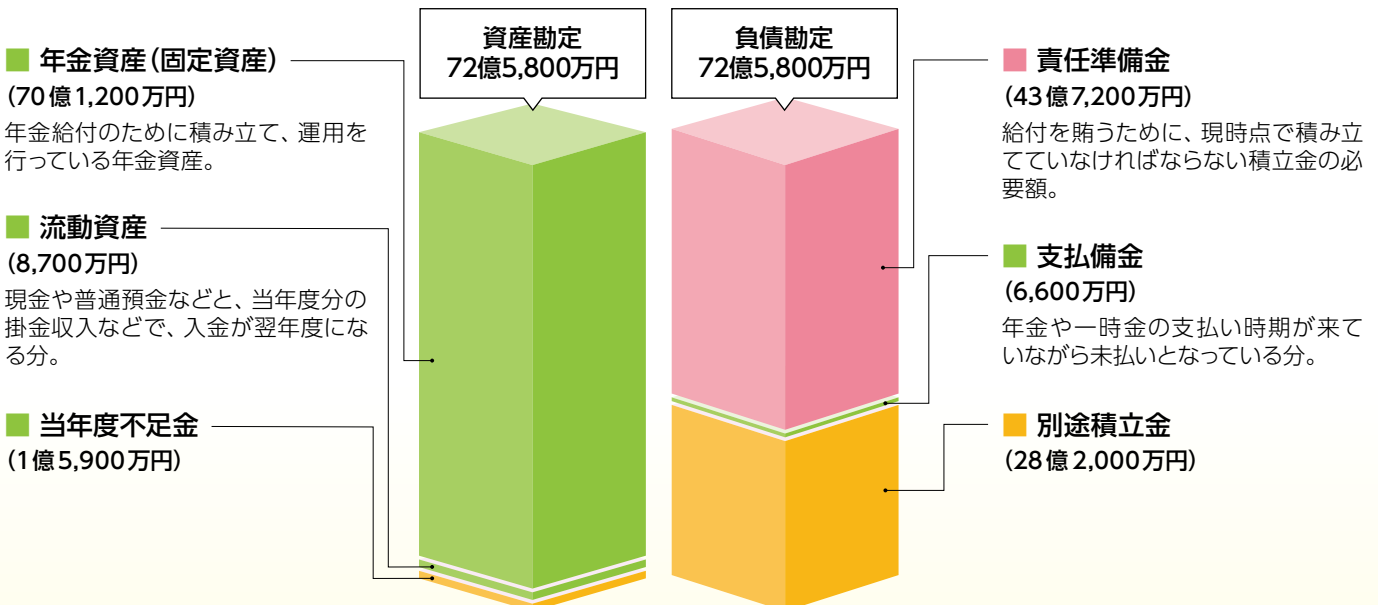 資産勘定
72億5,800万円
負債勘定
72億5,800万円
年金資産(固定資産)
(70億1,200万円)
年金給付のために積み立て、運用を
行っている年金資産。
流動資産
(8,700万円)
現金や普通預金などと、当年度分の
掛金収入などで、入金が翌年度にな
る分。
当年度不足金
(1億5,900万円)
責任準備金
(43億7,200万円)
給付を賄うために、現時点で積み立
てていなければならない積立金の必
要額。
支払備金
(6,600万円)
年金や一時金の支払い時期が来て
いながら未払いとなっている分。
別途積立金
(28億2,000万円)